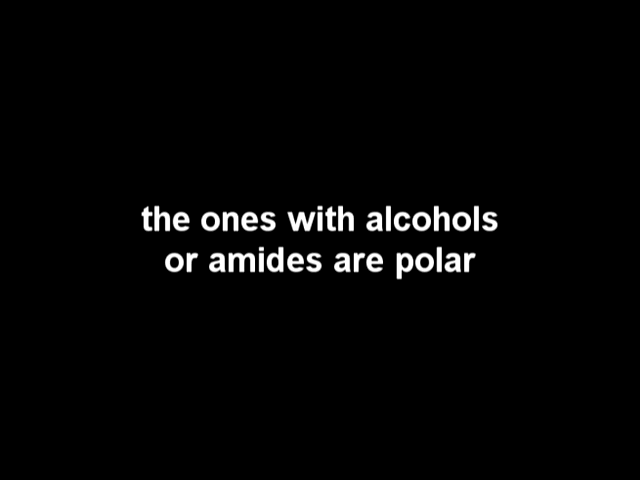 the ones with alcohols
or amides are polar